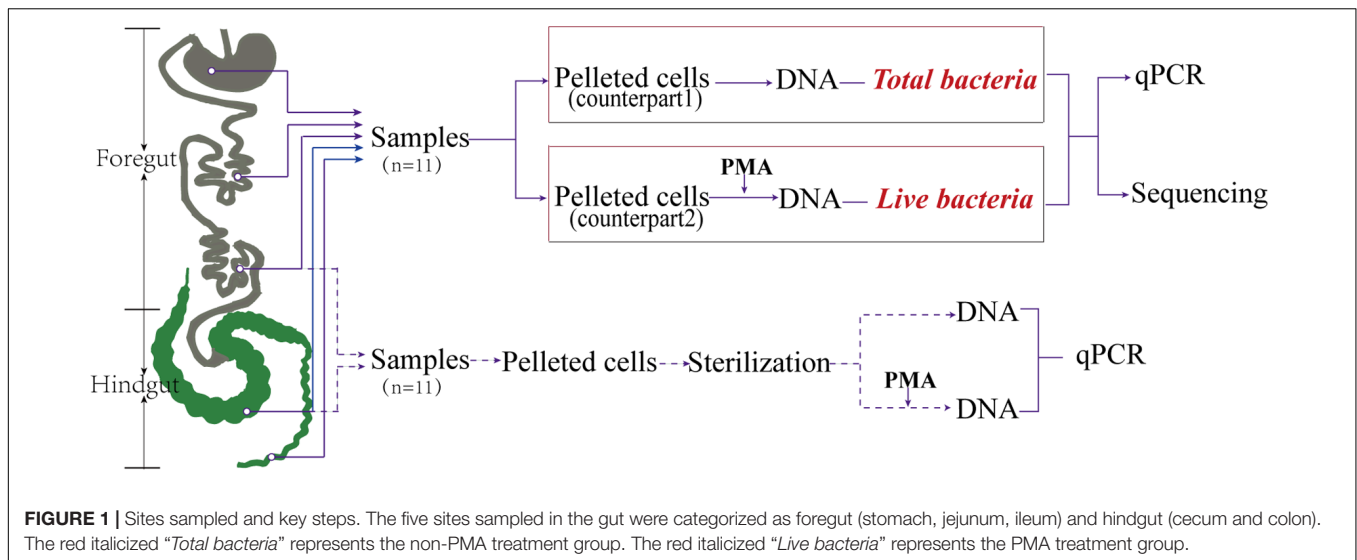 Foregut
Hindgut
Samples
(n=11)
Pelleted cells
(counterpart1)
DNA
Total bacteria
Pelleted cells
(counterpart2)
PMA
DNA
Live bacteria
qPCR
Sequencing
Samples
(n=11)
Pelleted cells
Sterilization
DNA
PMA
DNA
qPCR
FIGURE 1 | Sites sampled and key steps. The five sites sampled in the gut were categorized as foregut (stomach, jejunum, ileum) and hindgut (cecum and colon).
The red italicized “Total bacteria” represents the non-PMA treatment group. The red italicized “Live bacteria” represents the PMA treatment group.